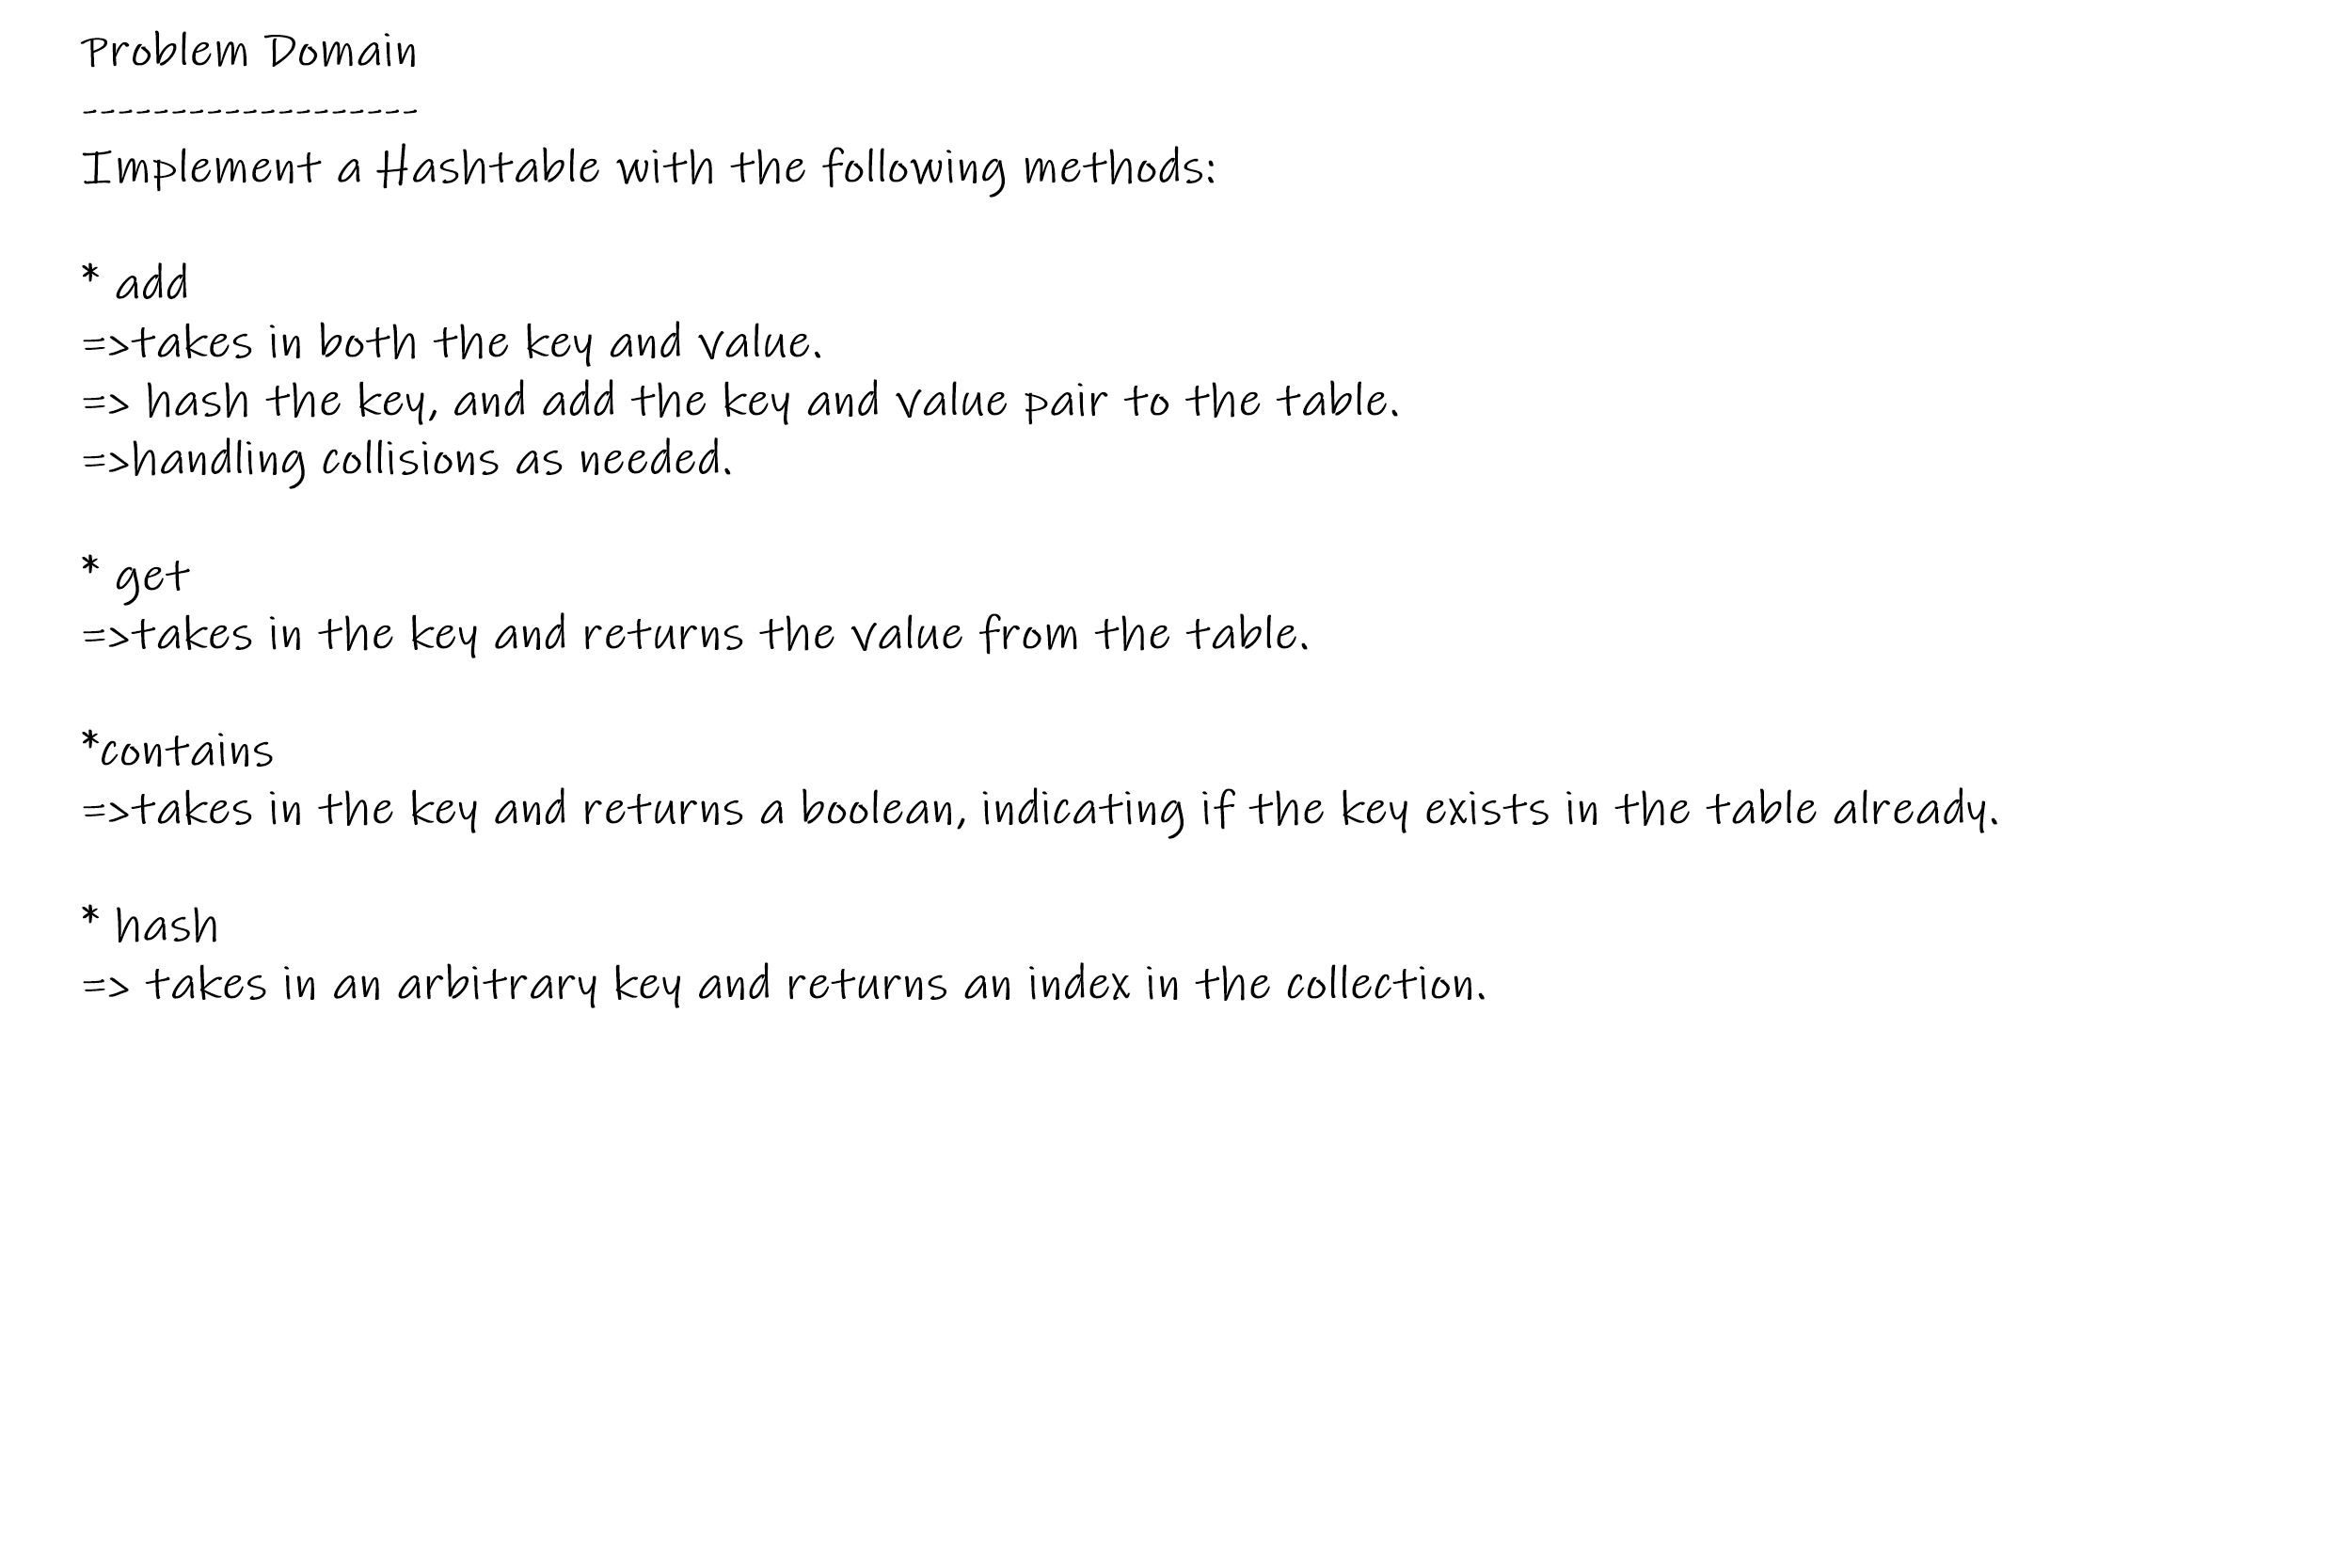 Problem Domain
-------------------
Implement a Hashtable with the following methods:
* add
=>takes in both the key and value.
=> hash the key, and add the key and value pair to the table.
=>handling collisions as needed.
* get
=>takes in the key and returns the value from the table.
*contains
=>takes in the key and returns a boolean, indicating if the key exists in the table already.
* hash
=> takes in an arbitrary key and returns an index in the collection.